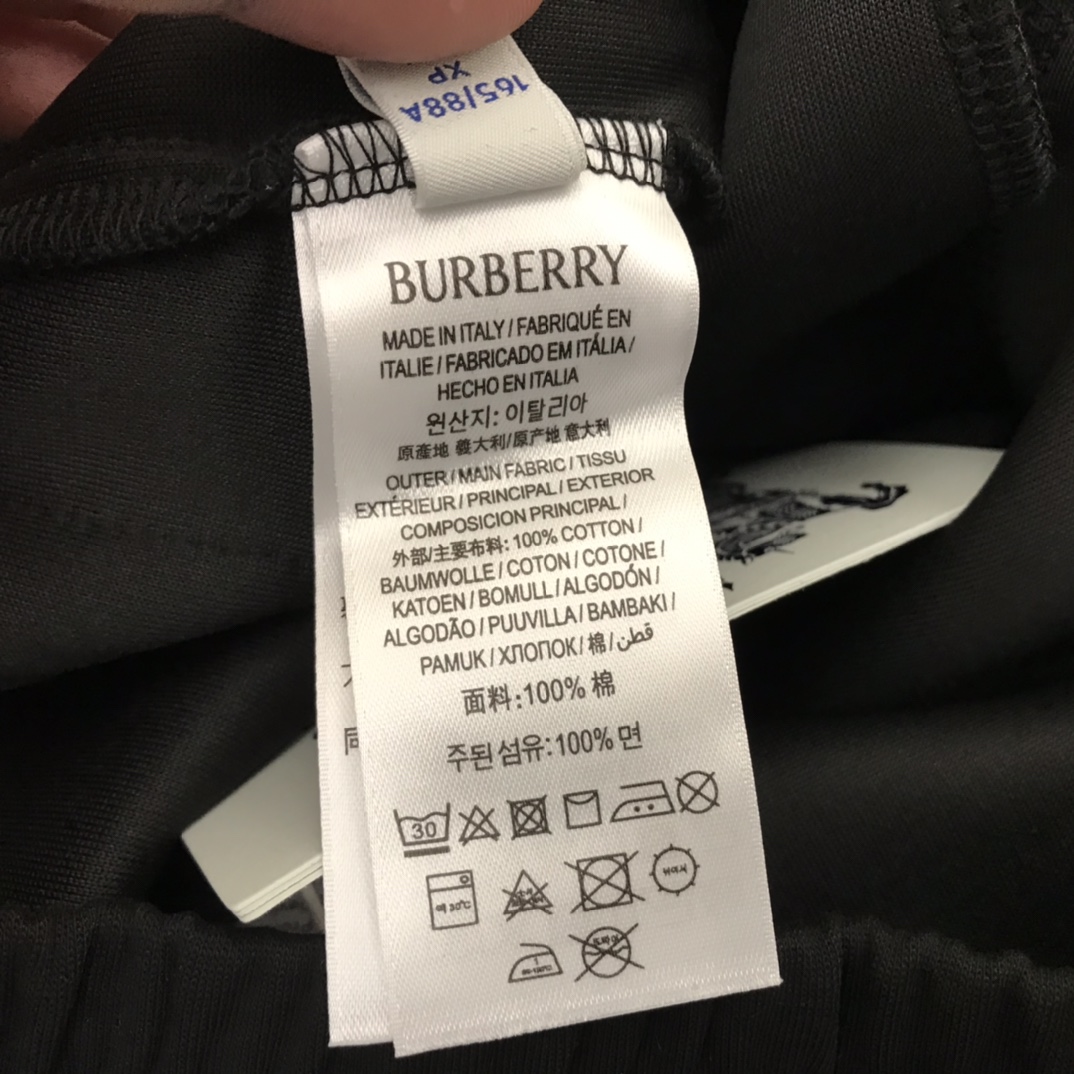 165/88A
XP
BURBERRY
MADE IN ITALY / FABRIQUÉ EN
ITALIE / FABRICADO EM ITÁLIA /
HECHO EN ITALIA
원산지: 이탈리아
原產地 義大利/原产地 意大利
OUTER / MAIN FABRIC / TISSU
EXTÉRIEUR / PRINCIPAL / EXTERIOR
COMPOSICION PRINCIPAL /
外部/主要布料: 100% COTTON /
BAUMWOLLE / COTON / COTONE /
KATOEN / BOMULL / ALGODÓN /
ALGODÃO / PUUVILLA / BAMBAKI /
PAMUK / ХЛОПОК / 棉 / قطن
面料:100% 棉
주된 섬유:100% 면
30